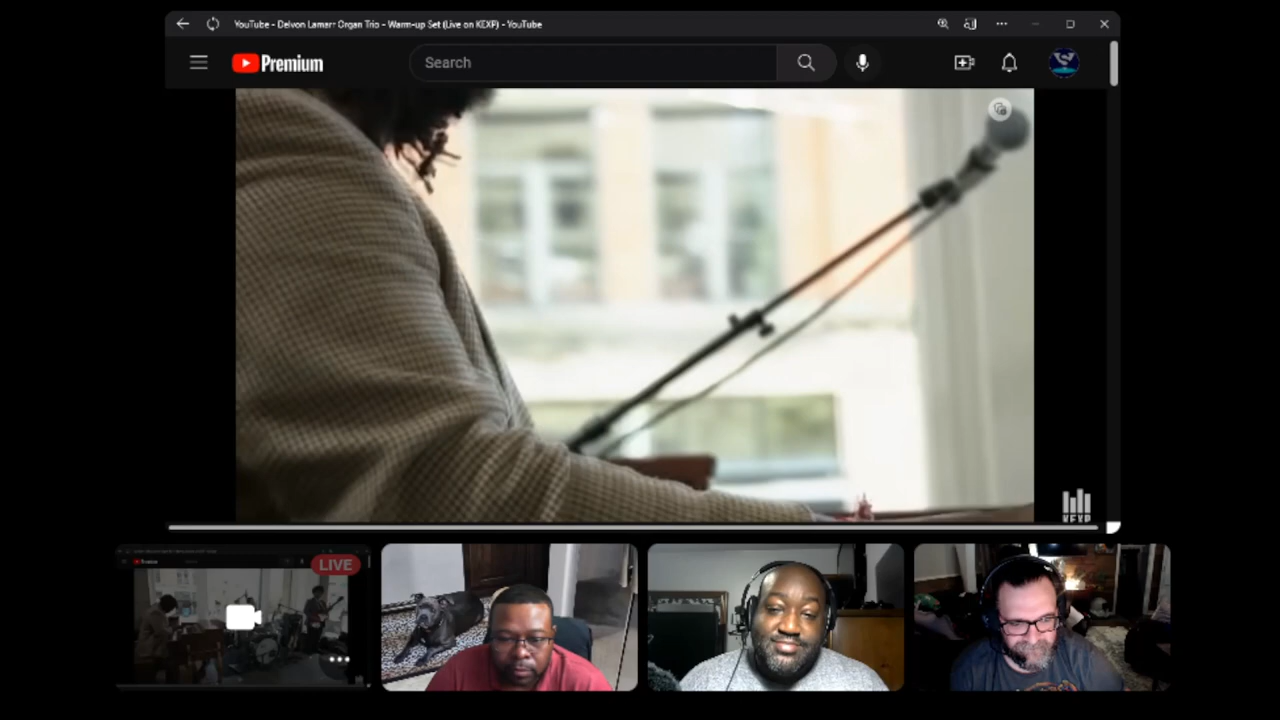 YouTube - Delvon Lamarr Organ Trio - Warm-up Set (Live on KEXP) - YouTube
Premium
Search
KEXP
LIVE